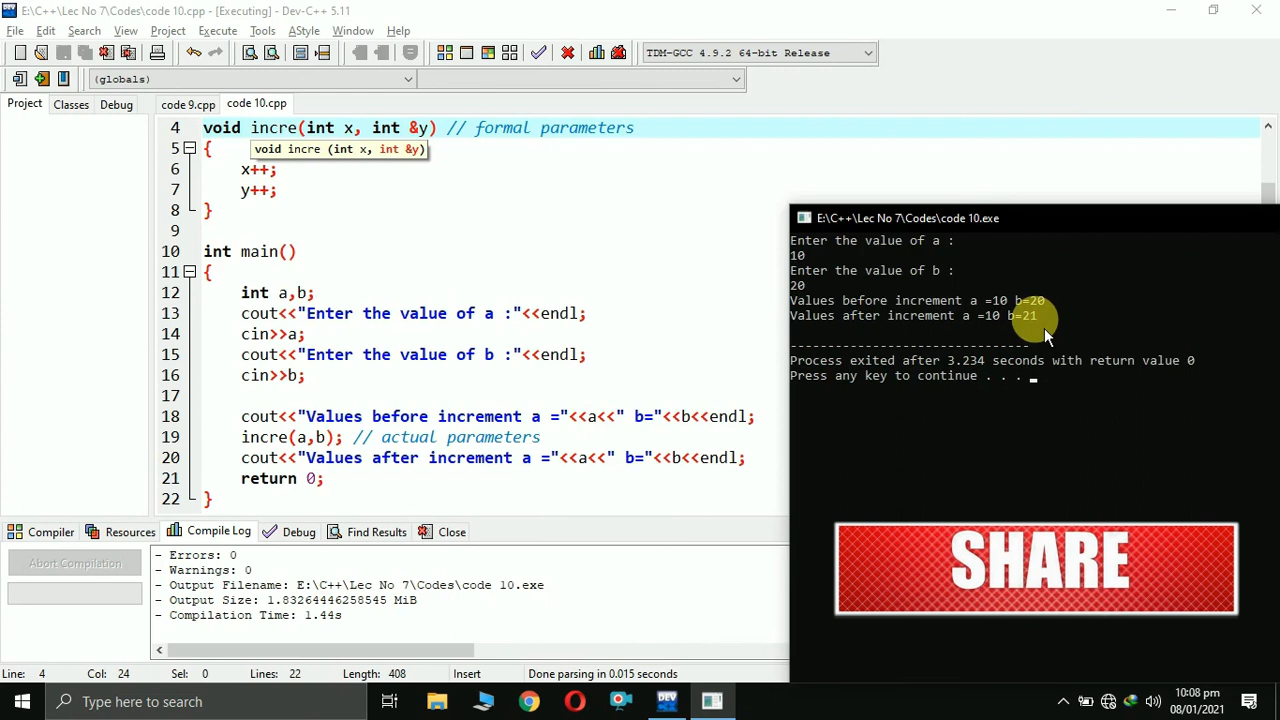 E:\C++\Lec No 7\Codes\code 10.cpp - [Executing] - Dev-C++ 5.11
File Edit Search View Project Execute Tools AStyle Window Help
TDM-GCC 4.9.2 64-bit Release
(globals)
Project Classes Debug code 9.cpp code 10.cpp
4 void incre(int x, int &y) // formal parameters
5 {
void incre (int x, int &y)
6 x++;
7 y++;
8 }
9
10 int main()
11 {
12 int a,b;
13 cout<<"Enter the value of a :"<<endl;
14 cin>>a;
15 cout<<"Enter the value of b :"<<endl;
16 cin>>b;
17
18 cout<<"Values before increment a ="<<a<<" b="<<b<<endl;
19 incre(a,b); // actual parameters
20 cout<<"Values after increment a ="<<a<<" b="<<b<<endl;
21 return 0;
22 }
E:\C++\Lec No 7\Codes\code 10.exe
Enter the value of a :
10
Enter the value of b :
20
Values before increment a =10 b=20
Values after increment a =10 b=21
--------------------------------
Process exited after 3.234 seconds with return value 0
Press any key to continue . . .
SHARE
Compiler Resources Compile Log Debug Find Results Close
Abort Compilation
- Errors: 0
- Warnings: 0
- Output Filename: E:\C++\Lec No 7\Codes\code 10.exe
- Output Size: 1.83264446258545 MiB
- Compilation Time: 1.44s
Line: 4 Col: 24 Sel: 0 Lines: 22 Length: 408 Insert Done parsing in 0.015 seconds
Type here to search
DEV
10:08 pm
08/01/2021